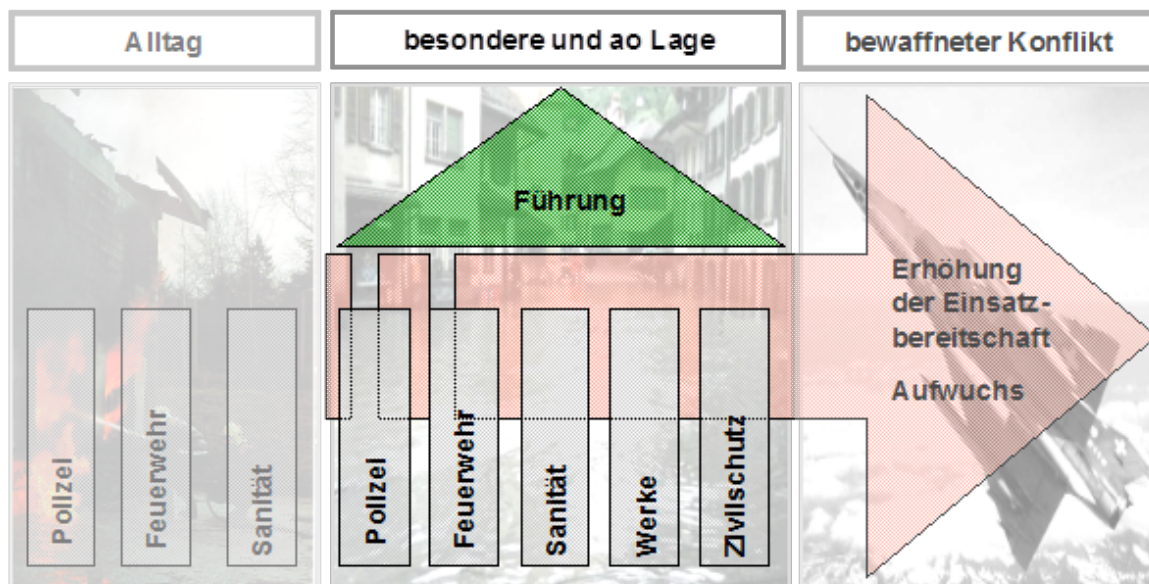 Alltag
besondere und ao Lage
bewaffneter Konflikt
Führung
Erhöhung
der Einsatz-
bereitschaft
Aufwuchs
Polizei
Feuerwehr
Sanität
Polizei
Feuerwehr
Sanität
Werke
Zivilschutz